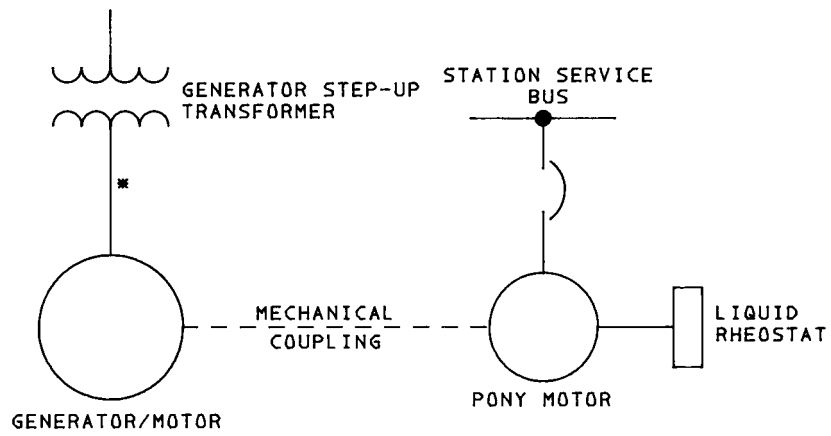 GENERATOR STEP-UP
TRANSFORMER
STATION SERVICE
BUS
*
MECHANICAL
COUPLING
LIQUID
RHEOSTAT
PONY MOTOR
GENERATOR/MOTOR